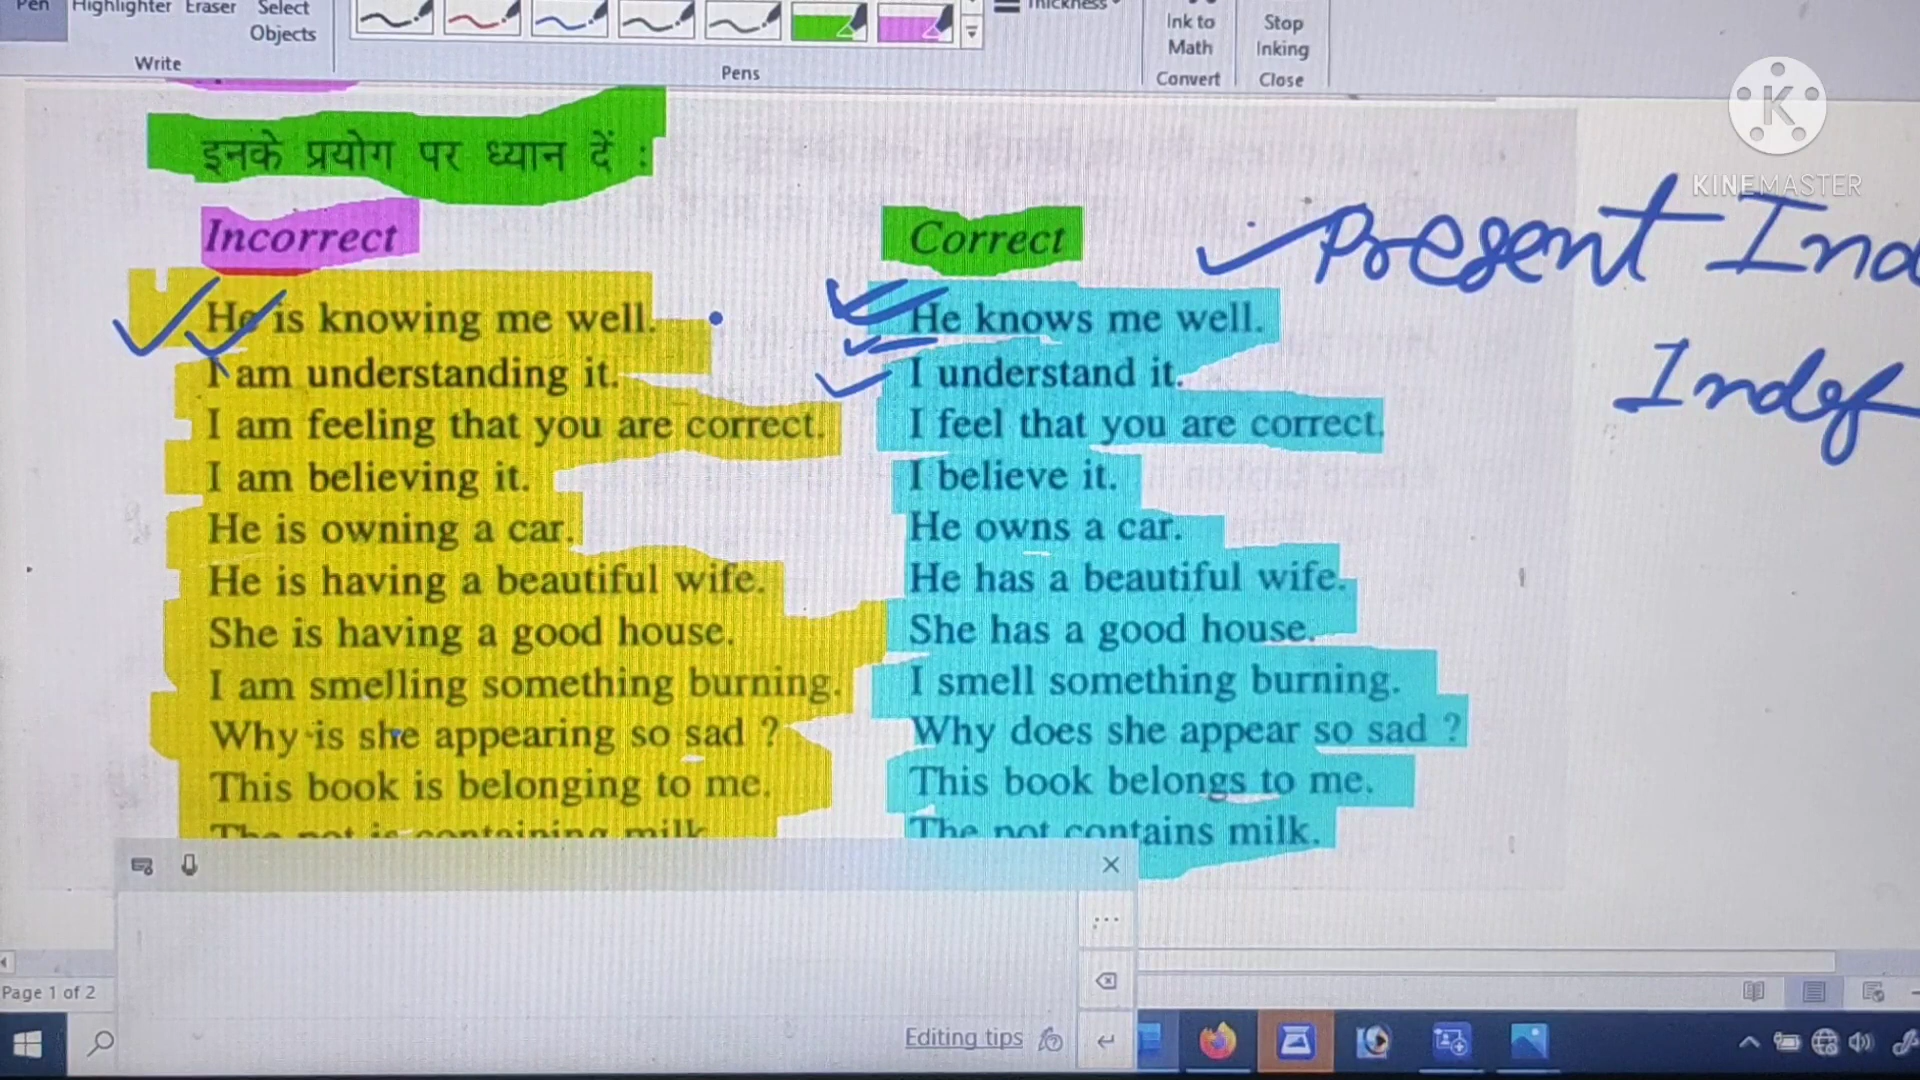 Pen Highlighter Eraser Select Objects
Write
Pens
Thickness
Ink to Math
Convert
Stop Inking
Close
KINEMASTER
इनके प्रयोग पर ध्यान दें :
Incorrect Correct
Present Ind
Indef
He is knowing me well. He knows me well.
I am understanding it. I understand it.
I am feeling that you are correct. I feel that you are correct.
I am believing it. I believe it.
He is owning a car. He owns a car.
He is having a beautiful wife. He has a beautiful wife.
She is having a good house. She has a good house.
I am smelling something burning. I smell something burning.
Why is she appearing so sad ? Why does she appear so sad ?
This book is belonging to me. This book belongs to me.
The pot is containing milk The pot contains milk.
Editing tips
Page 1 of 2